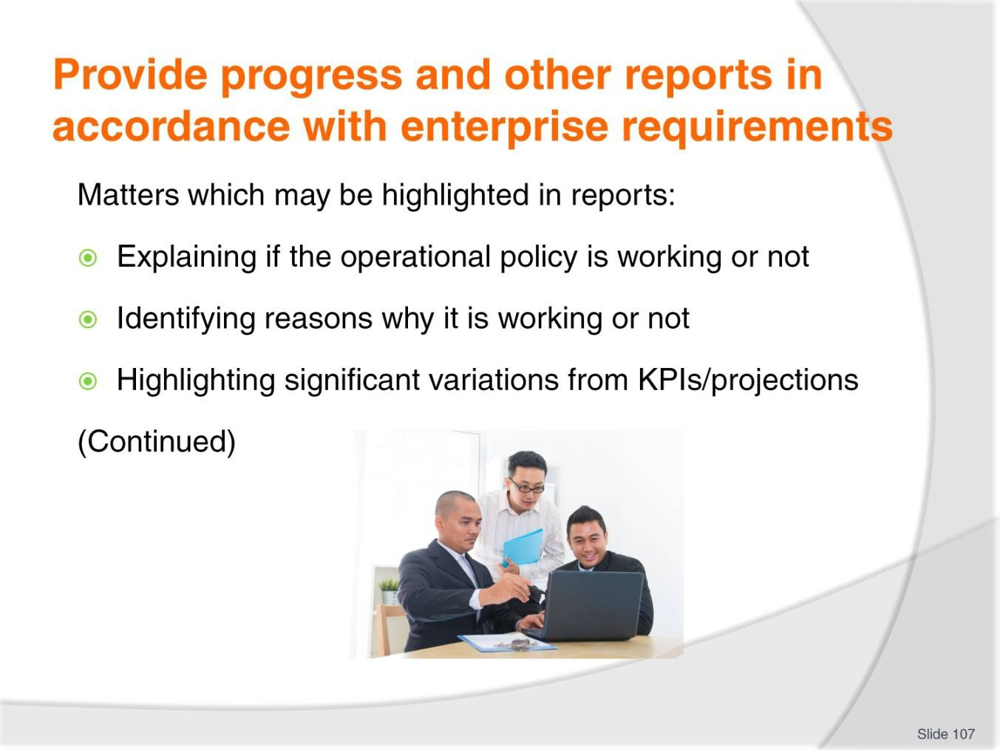 Provide progress and other reports in
accordance with enterprise requirements
Matters which may be highlighted in reports:
Explaining if the operational policy is working or not
Identifying reasons why it is working or not
Highlighting significant variations from KPIs/projections
(Continued)
Slide 107